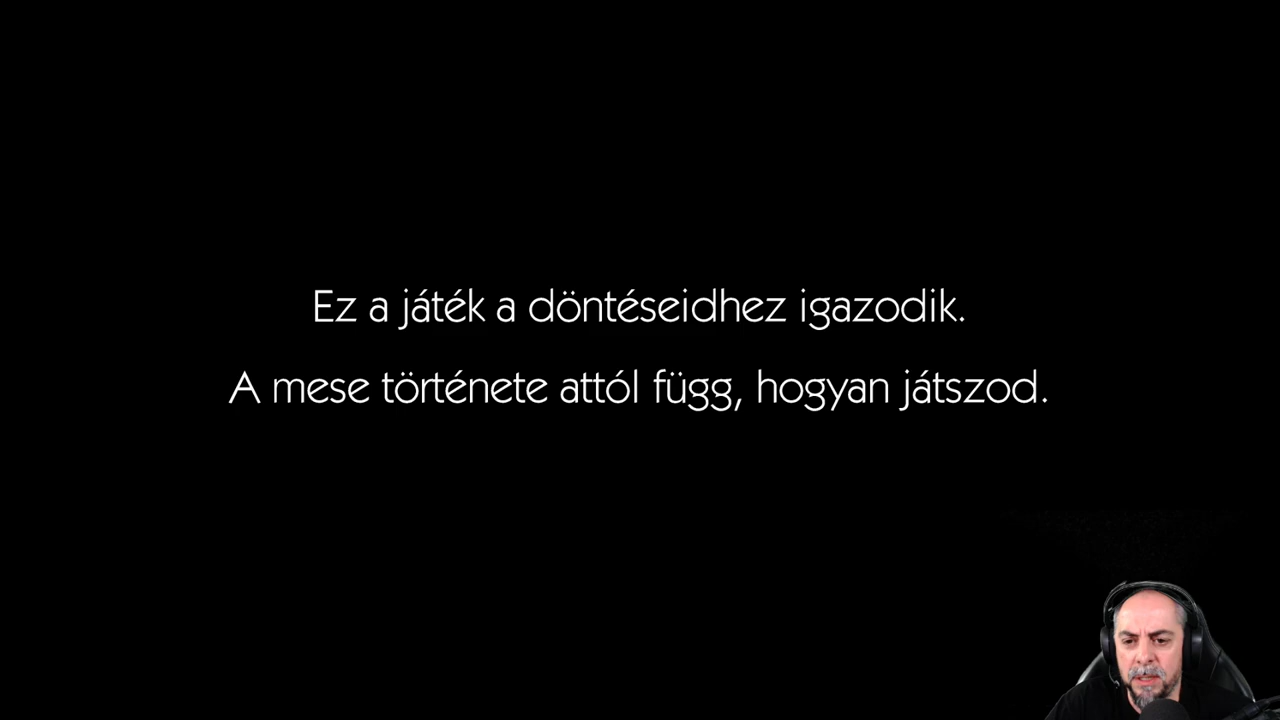 Ez a játék a döntéseidhez igazodik.
A mese története attól függ, hogyan játszod.